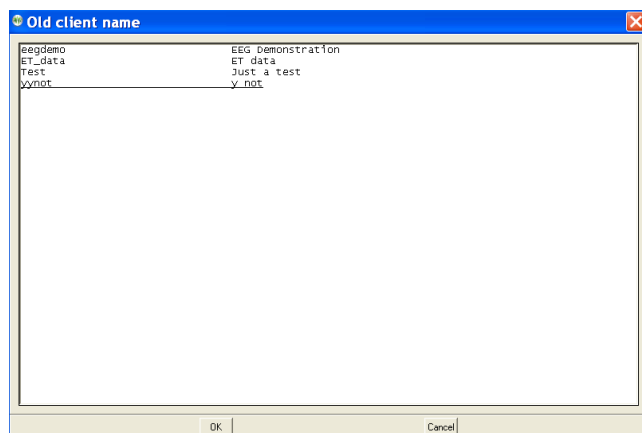 Old client name
eegdemo EEG Demonstration
ET_data ET data
Test Just a test
yynot y not
OK Cancel